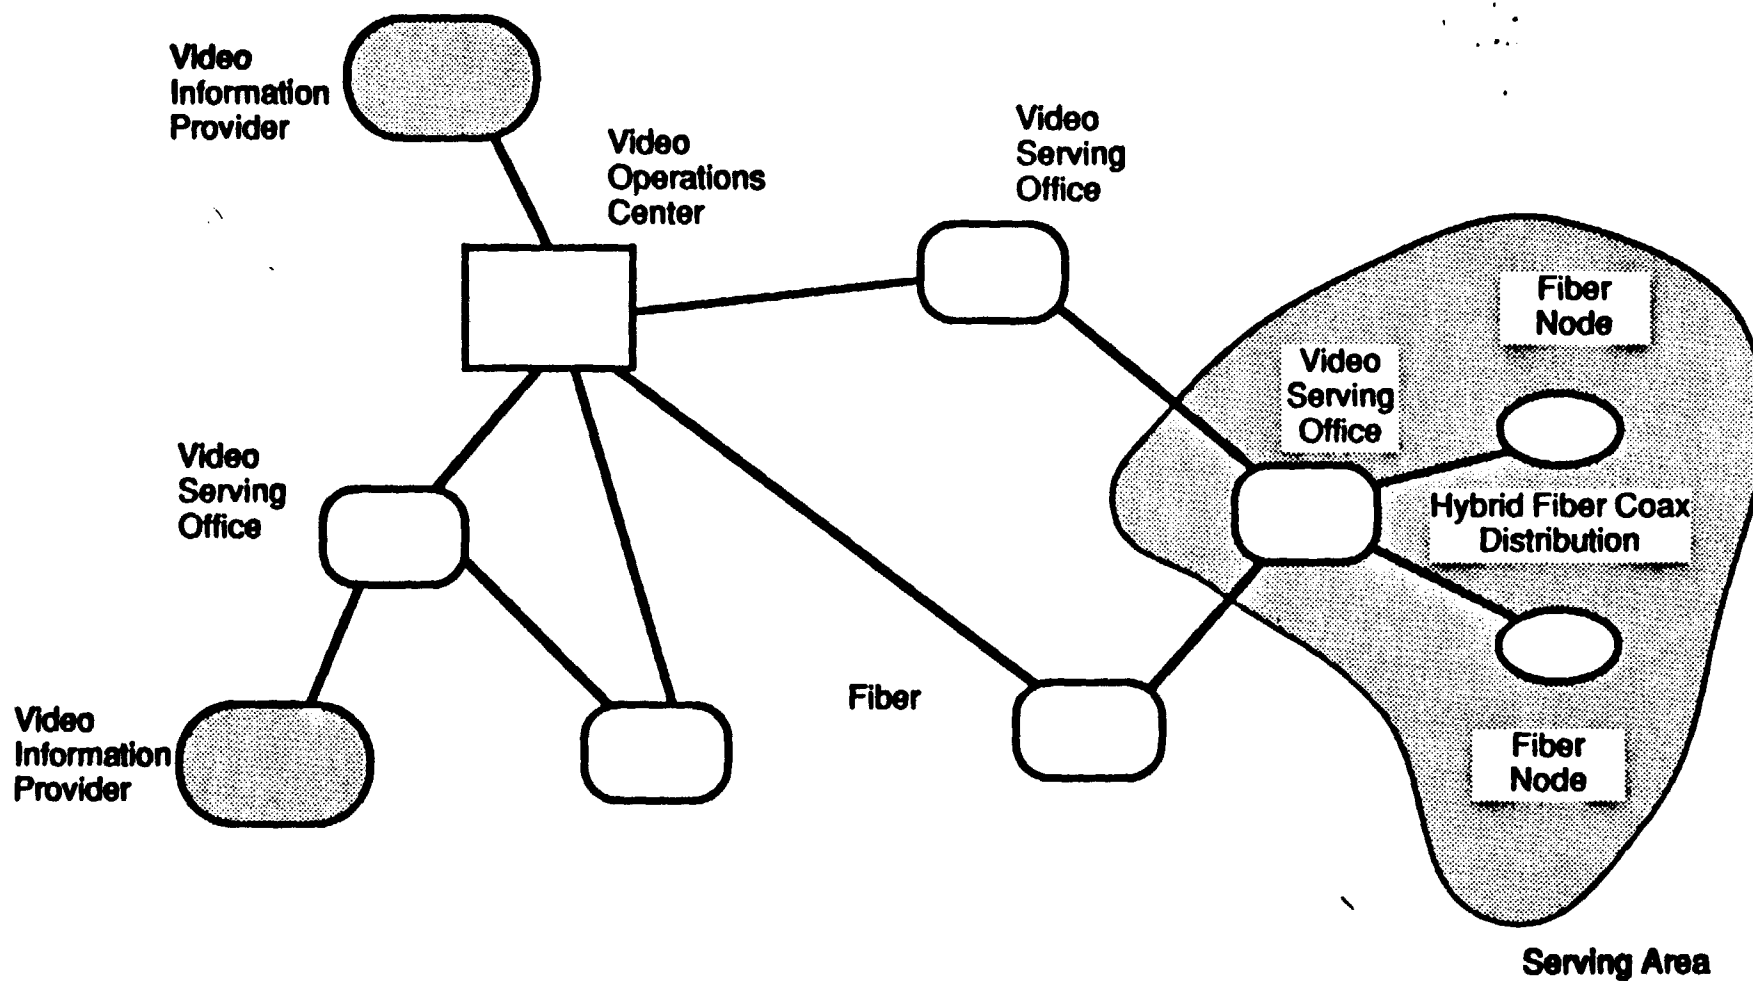 Video
Information
Provider
Video
Operations
Center
Video
Serving
Office
Fiber
Node
Video
Serving
Office
Video
Serving
Office
Hybrid Fiber Coax
Distribution
Fiber
Video
Information
Provider
Fiber
Node
Serving Area